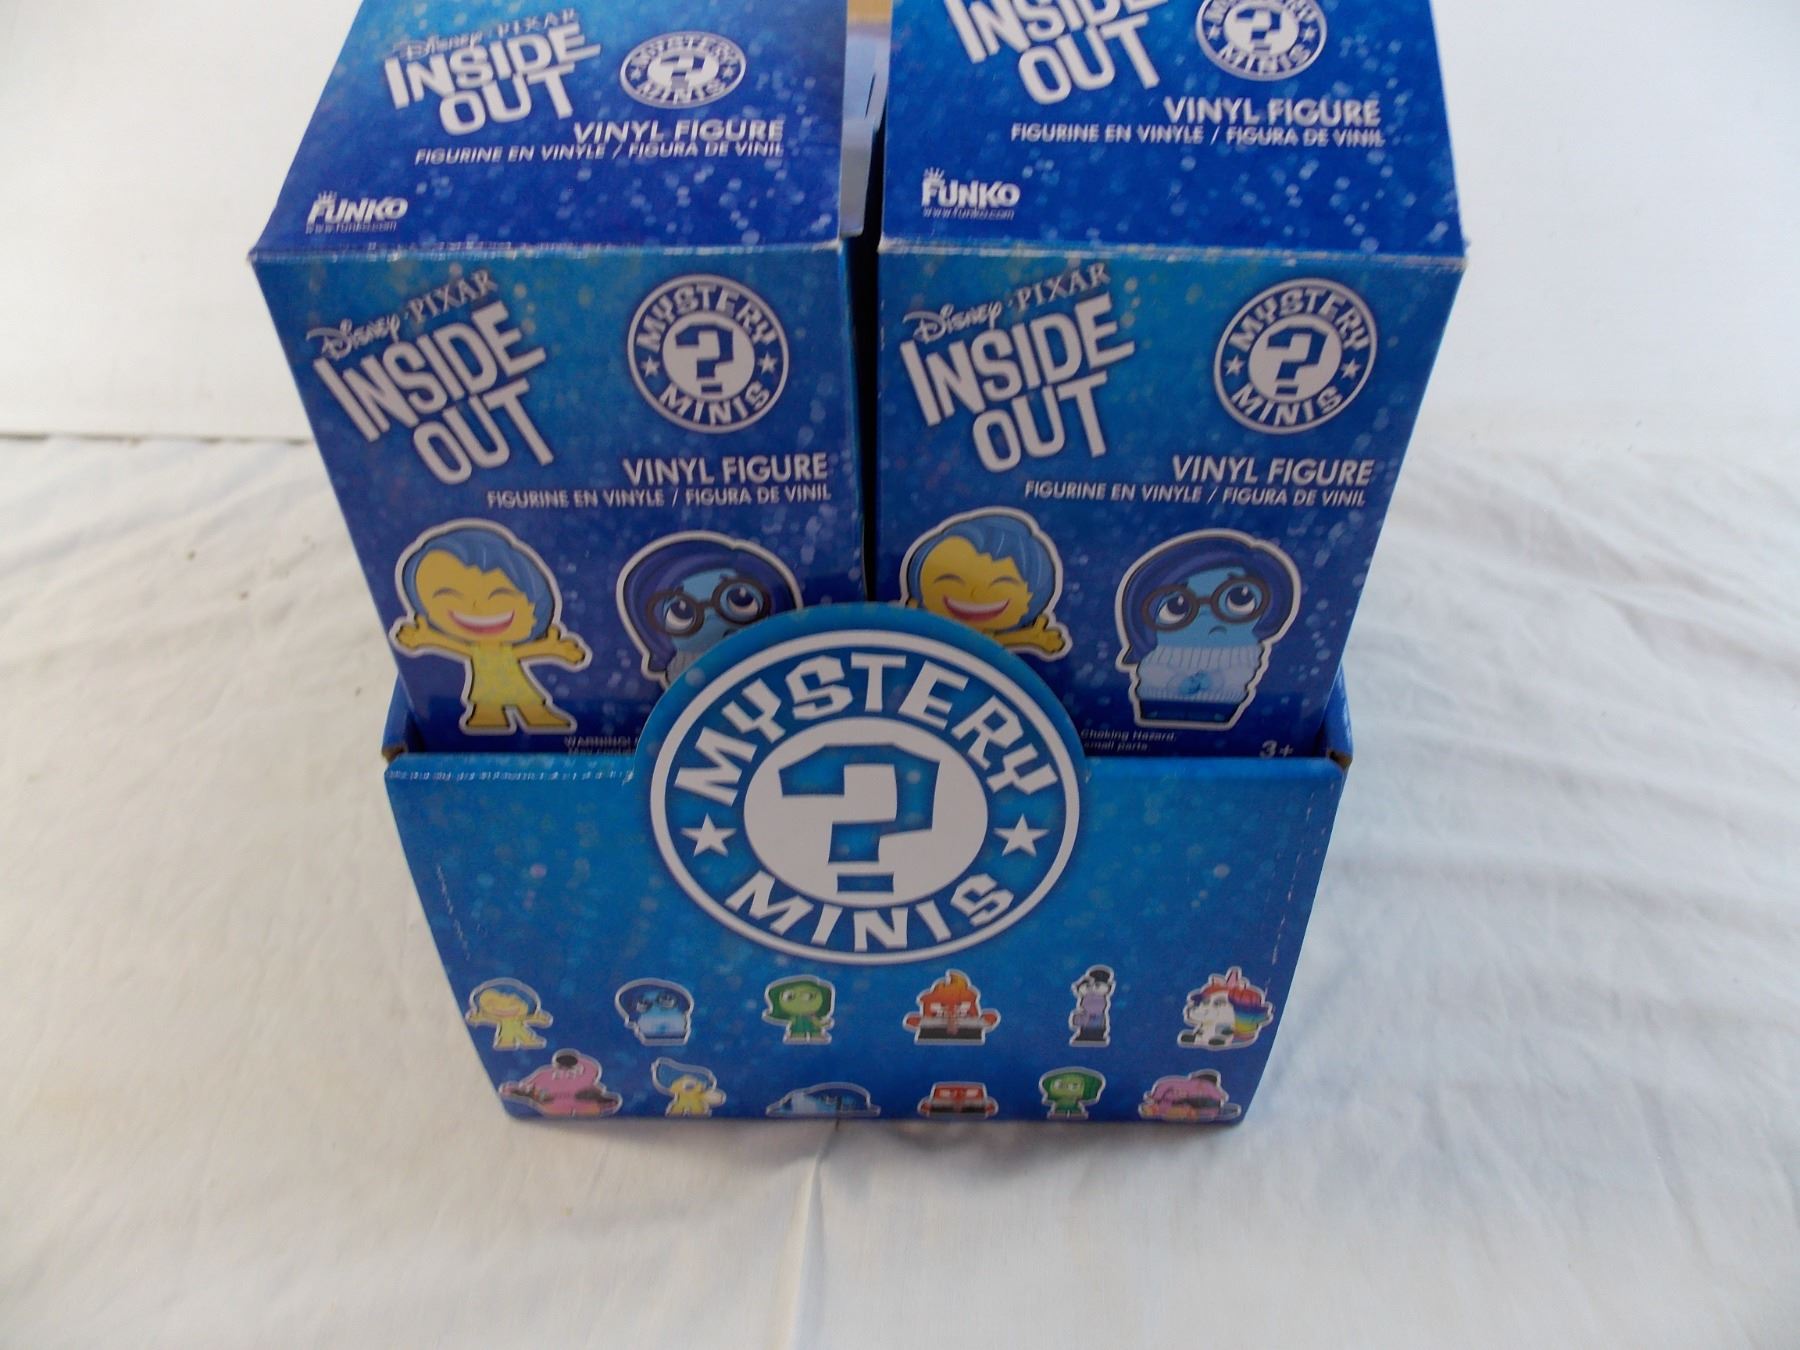 Disney · PIXAR
INSIDE
OUT
MYSTERY
?
MINIS
VINYL FIGURE
FIGURINE EN VINYLE / FIGURA DE VINIL
FUNKO
www.funko.com
INSIDE
OUT
MYSTERY
?
MINIS
VINYL FIGURE
FIGURINE EN VINYLE / FIGURA DE VINIL
FUNKO
www.funko.com
Disney · PIXAR
INSIDE
OUT
MYSTERY
?
MINIS
VINYL FIGURE
FIGURINE EN VINYLE / FIGURA DE VINIL
WARNING!
May contain
Disney · PIXAR
INSIDE
OUT
MYSTERY
?
MINIS
VINYL FIGURE
FIGURINE EN VINYLE / FIGURA DE VINIL
Choking Hazard
small parts
3+
MYSTERY
?
MINIS